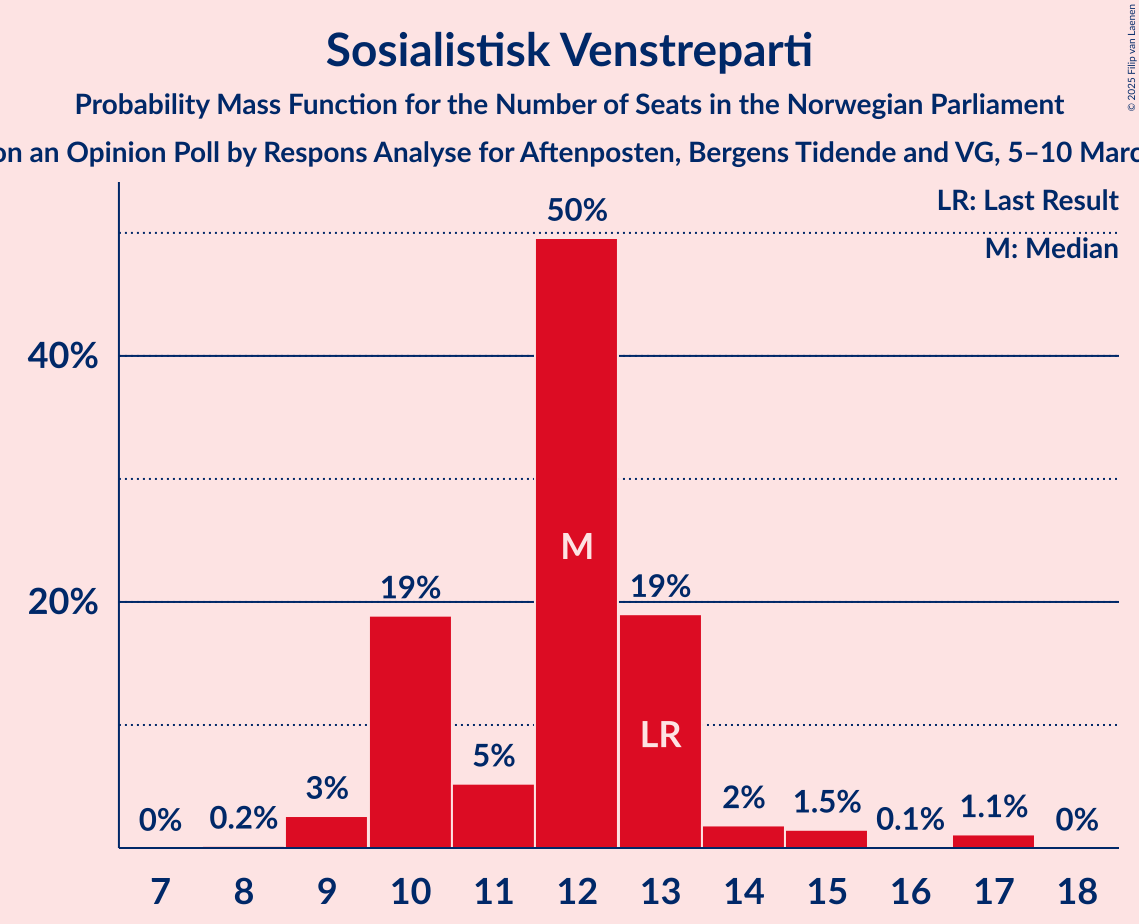 Sosialistisk Venstreparti
Probability Mass Function for the Number of Seats in the Norwegian Parliament
on an Opinion Poll by Respons Analyse for Aftenposten, Bergens Tidende and VG, 5–10
© 2025 Filip van Laenen
LR: Last Result
M: Median
50%
40%
M
19%
19%
20%
LR
5%
3%
2%
1.5%
1.1%
0%
0.2%
0.1%
0%
7 8 9 10 11 12 13 14 15 16 17 18